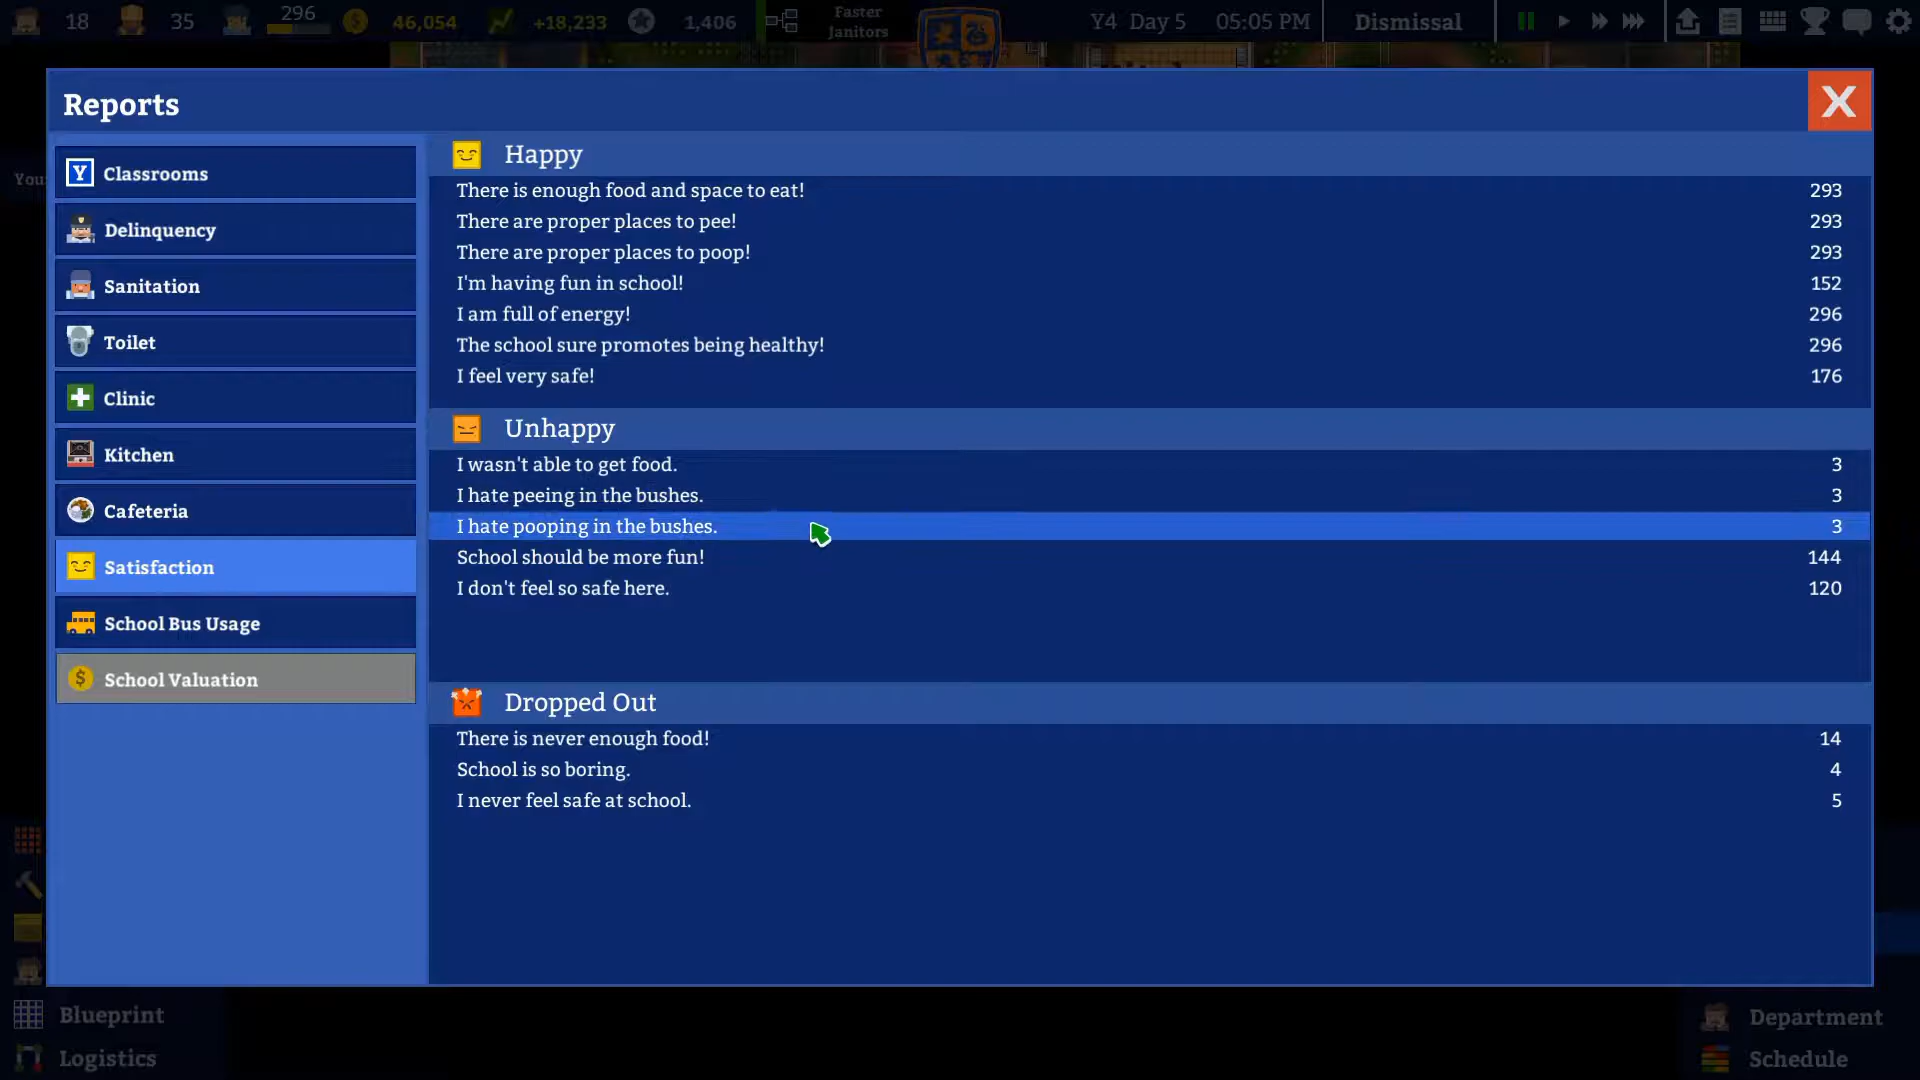 18 35 296 46,054 +18,233 1,406 Faster Janitors Y4 Day 5 05:05 PM Dismissal
Reports
X
Classrooms
Delinquency
Sanitation
Toilet
Clinic
Kitchen
Cafeteria
Satisfaction
School Bus Usage
School Valuation
Happy
There is enough food and space to eat! 293
There are proper places to pee! 293
There are proper places to poop! 293
I'm having fun in school! 152
I am full of energy! 296
The school sure promotes being healthy! 296
I feel very safe! 176
Unhappy
I wasn't able to get food. 3
I hate peeing in the bushes. 3
I hate pooping in the bushes. 3
School should be more fun! 144
I don't feel so safe here. 120
Dropped Out
There is never enough food! 14
School is so boring. 4
I never feel safe at school. 5
You
Blueprint
Logistics
Department
Schedule